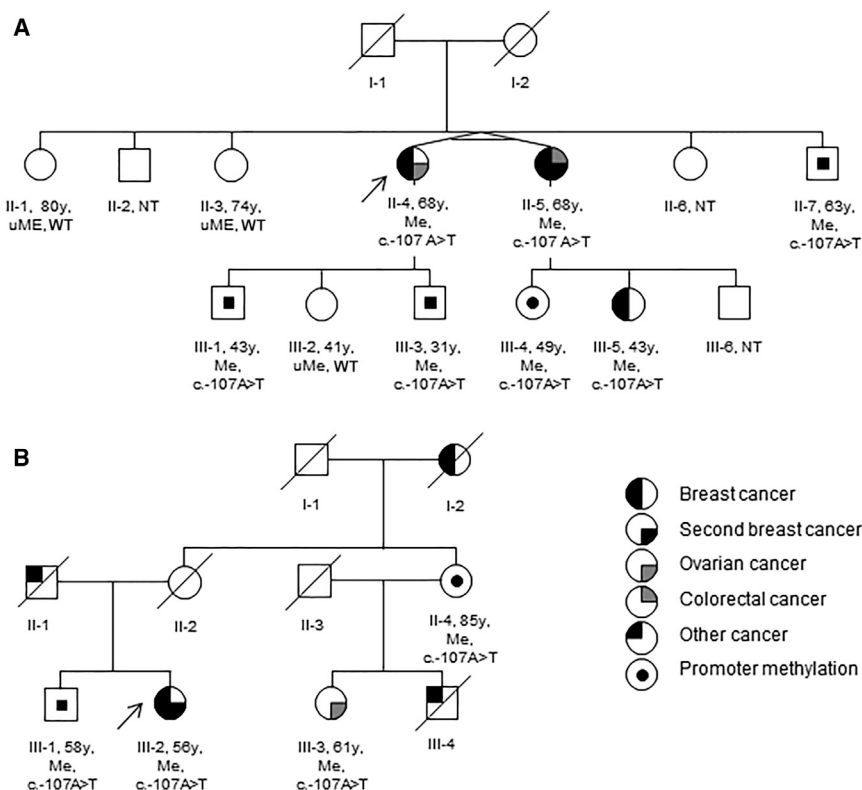 A
I-1
I-2
II-1, 80y,
uME, WT
II-2, NT
II-3, 74y,
uME, WT
II-4, 68y,
Me,
c.-107 A>T
II-5, 68y,
Me,
c.-107 A>T
II-6, NT
II-7, 63y,
Me,
c.-107A>T
III-1, 43y,
Me,
c.-107A>T
III-2, 41y,
uMe, WT
III-3, 31y,
Me,
c.-107A>T
III-4, 49y,
Me,
c.-107A>T
III-5, 43y,
Me,
c.-107A>T
III-6, NT
B
I-1
I-2
II-1
II-2
II-3
II-4, 85y,
Me,
c.-107A>T
III-1, 58y,
Me,
c.-107A>T
III-2, 56y,
Me,
c.-107A>T
III-3, 61y,
Me,
c.-107A>T
III-4
Breast cancer
Second breast cancer
Ovarian cancer
Colorectal cancer
Other cancer
Promoter methylation